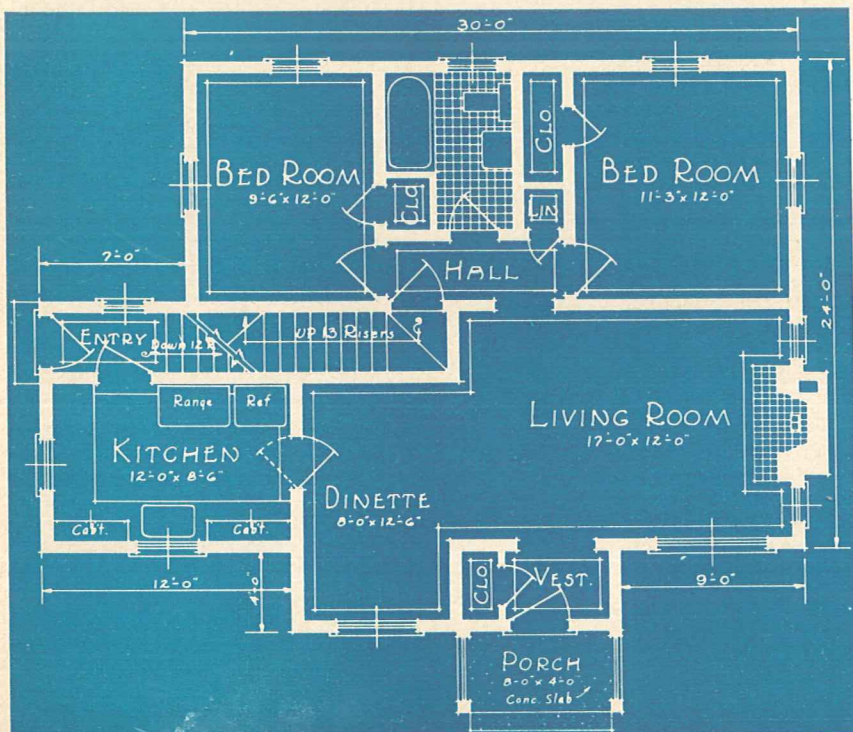 30'-0"
BED ROOM
9'-6" x 12'-0"
CLO.
CLO.
LIN
BED ROOM
11'-3" x 12'-0"
7'-0"
HALL
24'-0"
ENTRY
Down 12 R
UP 13 Risers
Range
Ref
KITCHEN
12'-0" x 8'-6"
LIVING ROOM
17'-0" x 12'-0"
DINETTE
8'-0" x 12'-6"
Cabt.
Cabt.
12'-0"
4'-0"
CLO
VEST.
9'-0"
PORCH
8'-0" x 4'-0"
Conc. Slab